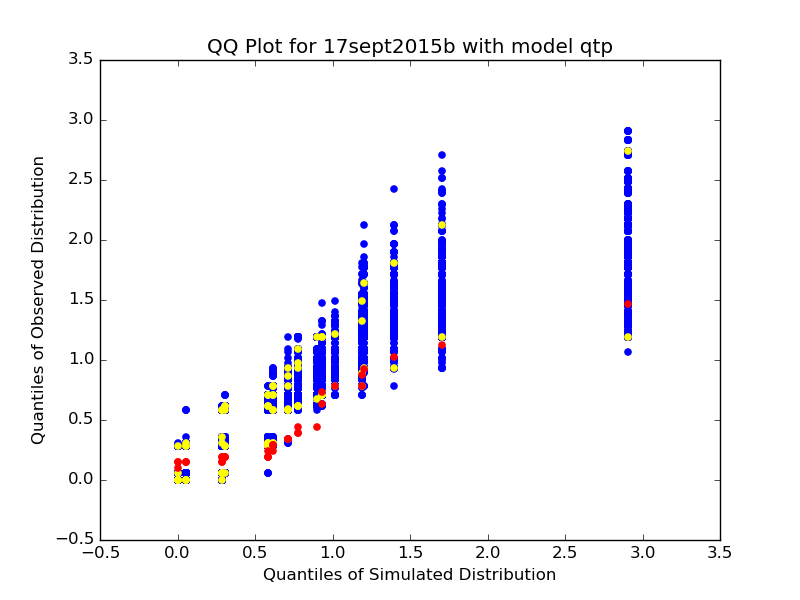 QQ Plot for 17sept2015b with model qtp
3.5
3.0
2.5
2.0
1.5
1.0
0.5
0.0
−0.5
Quantiles of Observed Distribution
−0.5 0.0 0.5 1.0 1.5 2.0 2.5 3.0 3.5
Quantiles of Simulated Distribution